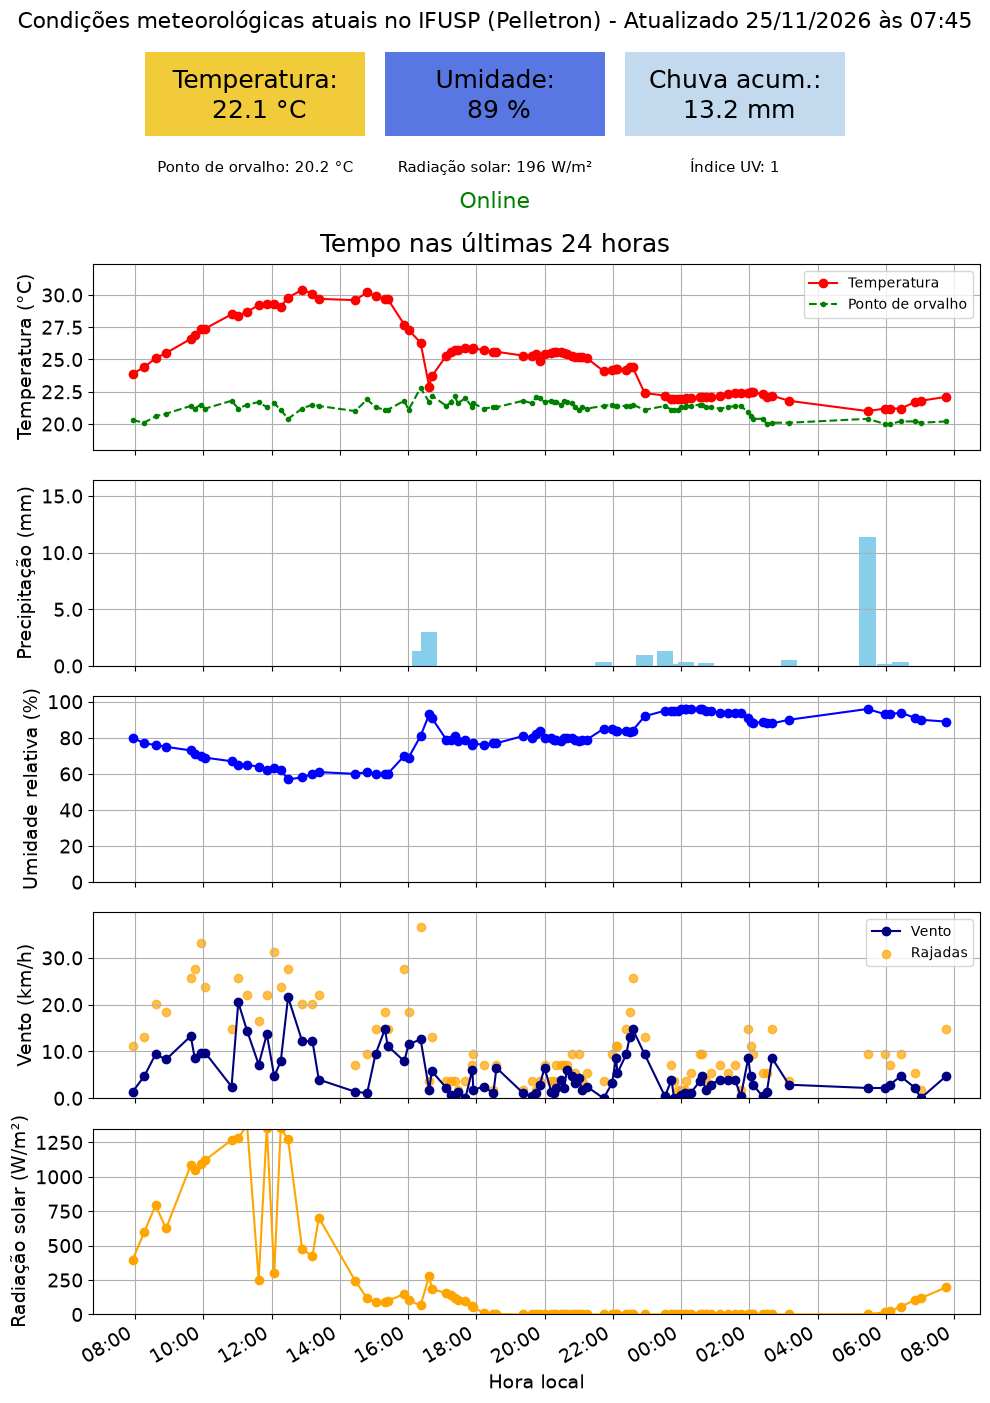 Condições meteorológicas atuais no IFUSP (Pelletron) - Atualizado 25/11/2026 às 07:45
Temperatura:
22.1 °C
Umidade:
89 %
Chuva acum.:
13.2 mm
Ponto de orvalho: 20.2 °C
Radiação solar: 196 W/m²
Índice UV: 1
Online
Tempo nas últimas 24 horas
Temperatura (°C)
30.0
27.5
25.0
22.5
20.0
Temperatura
Ponto de orvalho
Precipitação (mm)
15.0
10.0
5.0
0.0
Umidade relativa (%)
100
80
60
40
20
0
Vento (km/h)
30.0
20.0
10.0
0.0
Vento
Rajadas
Radiação solar (W/m²)
1250
1000
750
500
250
0
08:00
10:00
12:00
14:00
16:00
18:00
20:00
22:00
00:00
02:00
04:00
06:00
08:00
Hora local